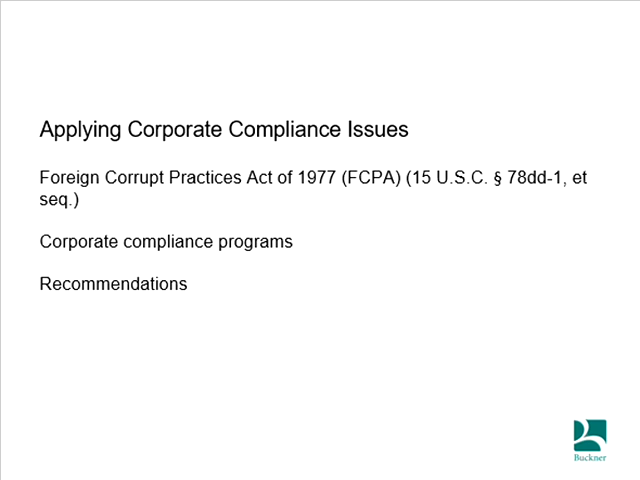 Applying Corporate Compliance Issues
Foreign Corrupt Practices Act of 1977 (FCPA) (15 U.S.C. § 78dd-1, et
seq.)
Corporate compliance programs
Recommendations
Buckner